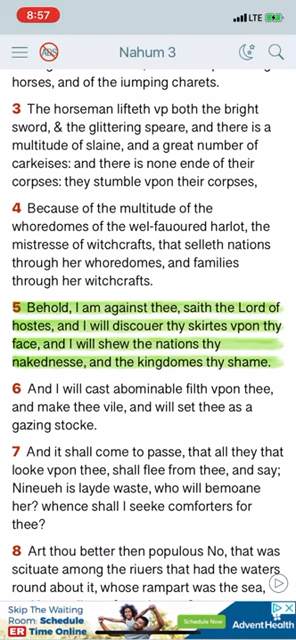 8:57
LTE
ADS
Nahum 3
horses, and of the iumping charets.
3 The horseman lifteth vp both the bright
sword, & the glittering speare, and there is a
multitude of slaine, and a great number of
carkeises: and there is none ende of their
corpses: they stumble vpon their corpses,
4 Because of the multitude of the
whoredomes of the wel-fauoured harlot, the
mistresse of witchcrafts, that selleth nations
through her whoredomes, and families
through her witchcrafts.
5 Behold, I am against thee, saith the Lord of
hostes, and I will discouer thy skirtes vpon thy
face, and I will shew the nations thy
nakednesse, and the kingdomes thy shame.
6 And I will cast abominable filth vpon thee,
and make thee vile, and will set thee as a
gazing stocke.
7 And it shall come to passe, that all they that
looke vpon thee, shall flee from thee, and say;
Nineueh is layde waste, who will bemoane
her? whence shall I seeke comforters for
thee?
8 Art thou better then populous No, that was
scituate among the riuers that had the waters
round about it, whose rampart was the sea,
Skip The Waiting
Room: Schedule
ER Time Online
Schedule Now
AdventHealth